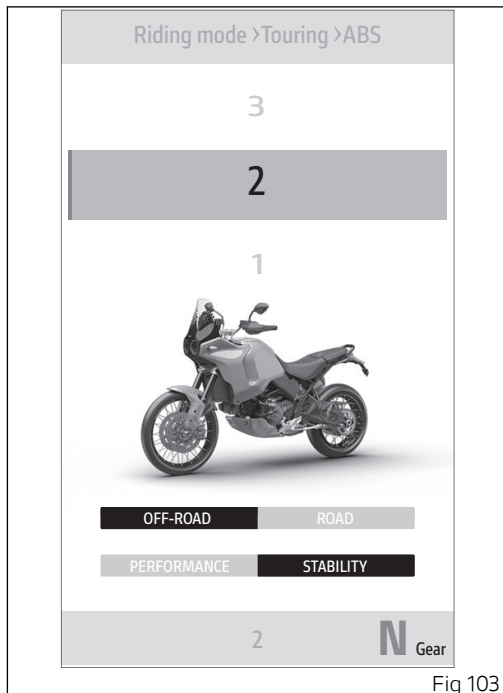 Riding mode ›Touring ›ABS
3
2
1
OFF-ROAD ROAD
PERFORMANCE STABILITY
2 N Gear
Fig 103